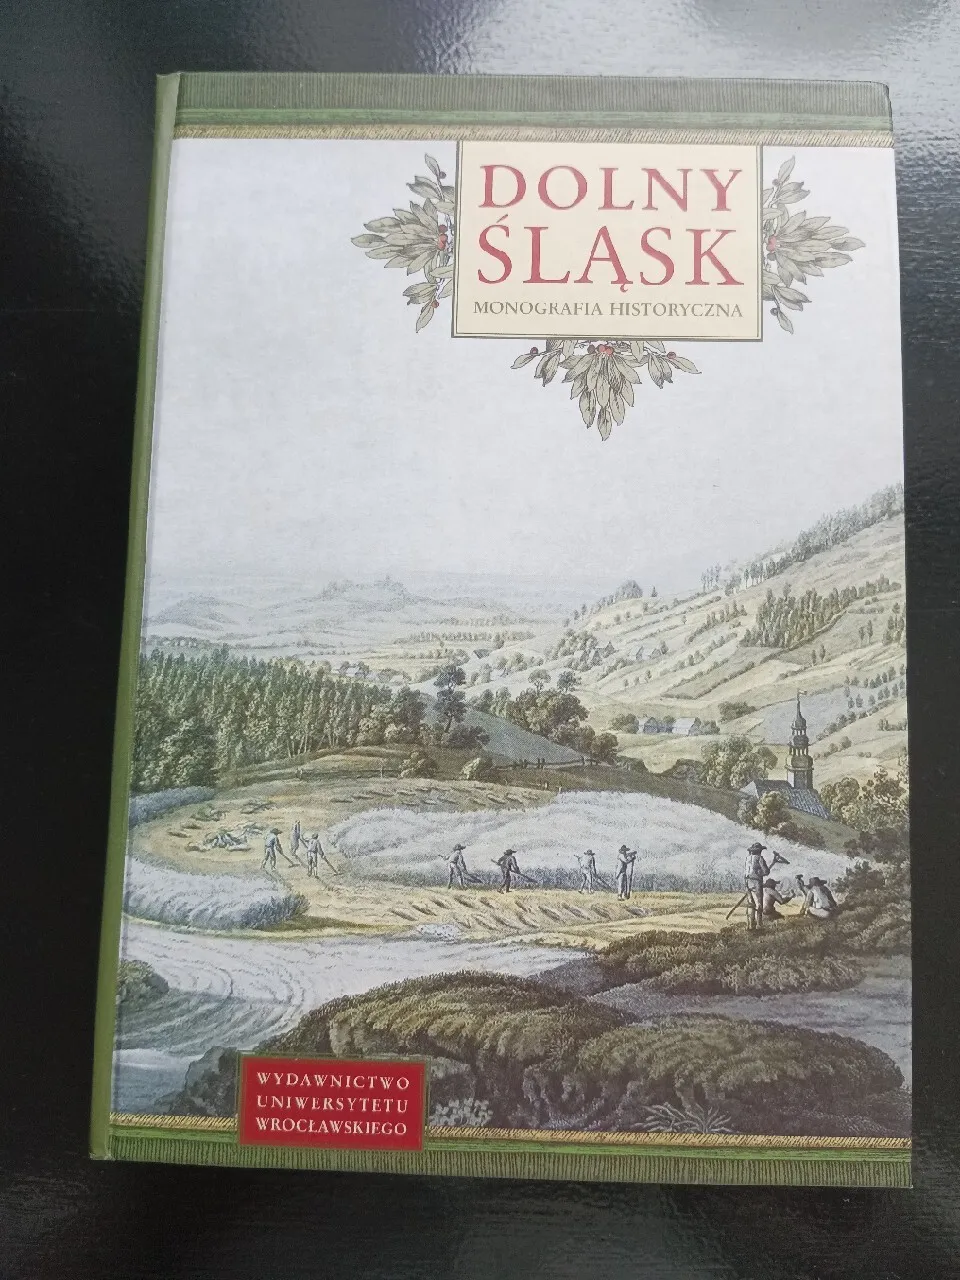 DOLNY
ŚLĄSK
MONOGRAFIA HISTORYCZNA
WYDAWNICTWO
UNIWERSYTETU
WROCŁAWSKIEGO